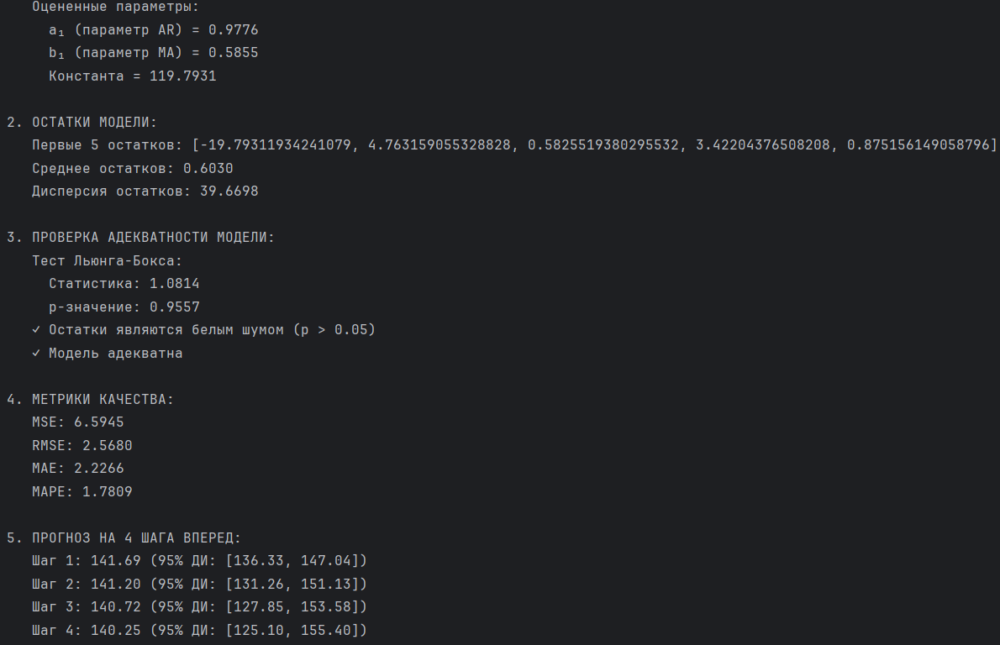 Оцененные параметры:
a₁ (параметр AR) = 0.9776
b₁ (параметр MA) = 0.5855
Константа = 119.7931
2. ОСТАТКИ МОДЕЛИ:
Первые 5 остатков: [-19.79311934241079, 4.763159055328828, 0.5825519380295532, 3.42204376508208, 0.875156149058796]
Среднее остатков: 0.6030
Дисперсия остатков: 39.6698
3. ПРОВЕРКА АДЕКВАТНОСТИ МОДЕЛИ:
Тест Льюнга-Бокса:
Статистика: 1.0814
p-значение: 0.9557
✓ Остатки являются белым шумом (p > 0.05)
✓ Модель адекватна
4. МЕТРИКИ КАЧЕСТВА:
MSE: 6.5945
RMSE: 2.5680
MAE: 2.2266
MAPE: 1.7809
5. ПРОГНОЗ НА 4 ШАГА ВПЕРЕД:
Шаг 1: 141.69 (95% ДИ: [136.33, 147.04])
Шаг 2: 141.20 (95% ДИ: [131.26, 151.13])
Шаг 3: 140.72 (95% ДИ: [127.85, 153.58])
Шаг 4: 140.25 (95% ДИ: [125.10, 155.40])